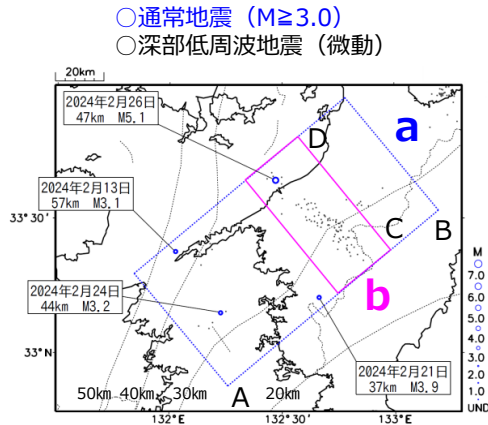 ○通常地震（M≧3.0）
○深部低周波地震（微動）
20km
2024年2月26日
47km M5.1
D
a
2024年2月13日
57km M3.1
33°30'
C
B
b
M
7.0
6.0
5.0
4.0
3.0
2.0
1.0
UND
2024年2月24日
44km M3.2
33°N
2024年2月21日
37km M3.9
50km 40km 30km 20km
A
132°E
132°30'
133°E